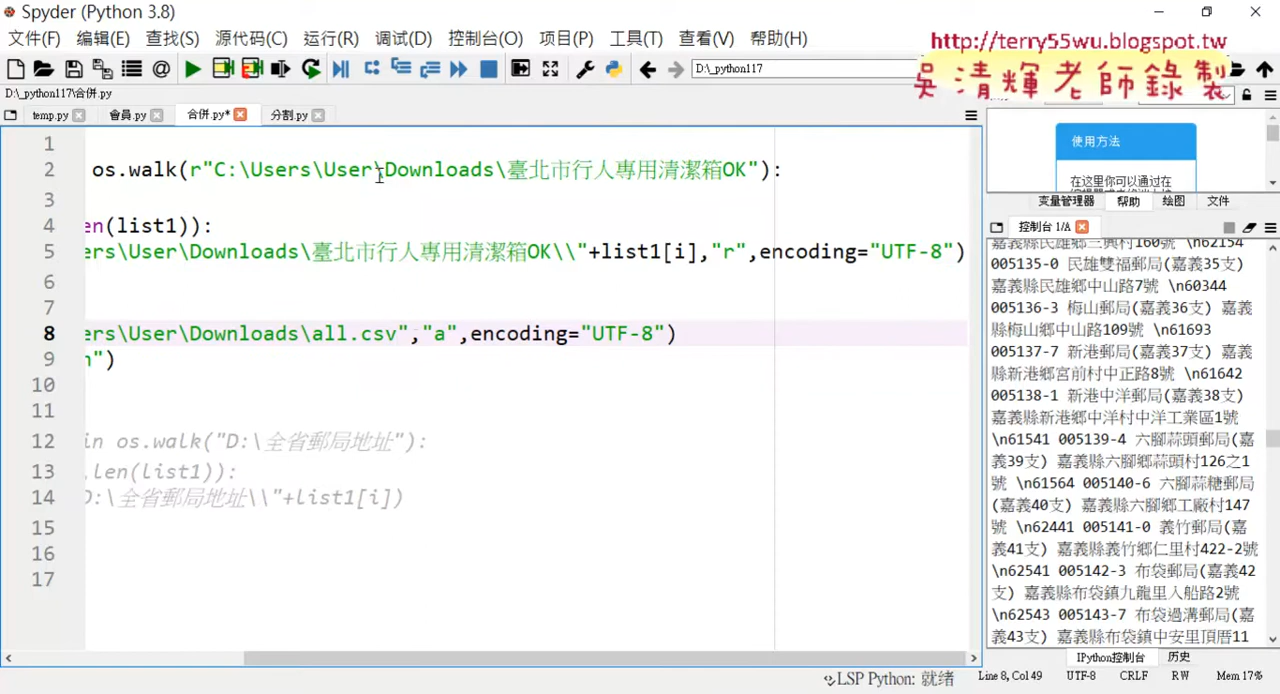 Spyder (Python 3.8)
文件(F) 编辑(E) 查找(S) 源代码(C) 运行(R) 调试(D) 控制台(O) 项目(P) 工具(T) 查看(V) 帮助(H)
http://terry55wu.blogspot.tw
D:\_python117
吳清輝老師錄製
D:\_python117\合併.py
temp.py 會員.py 合併.py* 分割.py
1
2 os.walk(r"C:\Users\User\Downloads\臺北市行人專用清潔箱OK"):
3
4 en(list1)):
5 ers\User\Downloads\臺北市行人專用清潔箱OK\\"+list1[i],"r",encoding="UTF-8")
6
7
8 ers\User\Downloads\all.csv","a",encoding="UTF-8")
9 n")
10
11
12 in os.walk("D:\全省郵局地址"):
13 ,len(list1)):
14 D:\全省郵局地址\\"+list1[i])
15
16
17
使用方法
在这里你可以通过在
变量管理器 帮助 绘图 文件
控制台 1/A
嘉義縣民雄鄉三興村160號 \n62154
005135-0 民雄雙福郵局(嘉義35支)
嘉義縣民雄鄉中山路7號 \n60344
005136-3 梅山郵局(嘉義36支) 嘉義
縣梅山鄉中山路109號 \n61693
005137-7 新港郵局(嘉義37支) 嘉義
縣新港鄉宮前村中正路8號 \n61642
005138-1 新港中洋郵局(嘉義38支)
嘉義縣新港鄉中洋村中洋工業區1號
\n61541 005139-4 六腳蒜頭郵局(嘉
義39支) 嘉義縣六腳鄉蒜頭村126之1
號 \n61564 005140-6 六腳蒜糖郵局
(嘉義40支) 嘉義縣六腳鄉工廠村147
號 \n62441 005141-0 義竹郵局(嘉
義41支) 嘉義縣義竹鄉仁里村422-2號
\n62541 005142-3 布袋郵局(嘉義42
支) 嘉義縣布袋鎮九龍里入船路2號
\n62543 005143-7 布袋過溝郵局(嘉
義43支) 嘉義縣布袋鎮中安里頂厝11
IPython控制台 历史
LSP Python: 就绪 Line 8, Col 49 UTF-8 CRLF RW Mem 17%